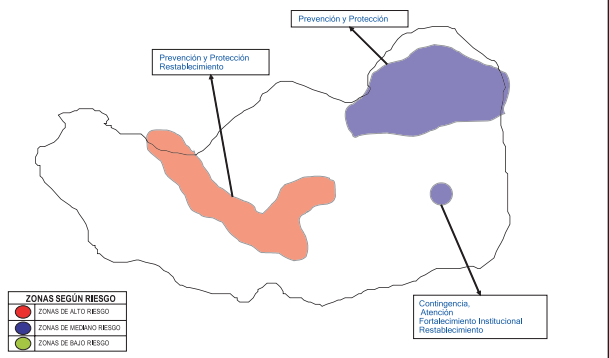 Prevención y Protección
Prevención y Protección
Restablecimiento
Contingencia,
Atención
Fortalecimiento Institucional
Restablecimiento
ZONAS SEGÚN RIESGO
ZONAS DE ALTO RIESGO
ZONAS DE MEDIANO RIESGO
ZONAS DE BAJO RIESGO